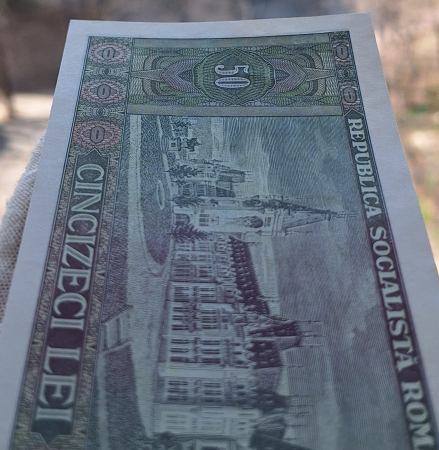 REPUBLICA SOCIALISTĂ ROM
50
CINCIZECI LEI